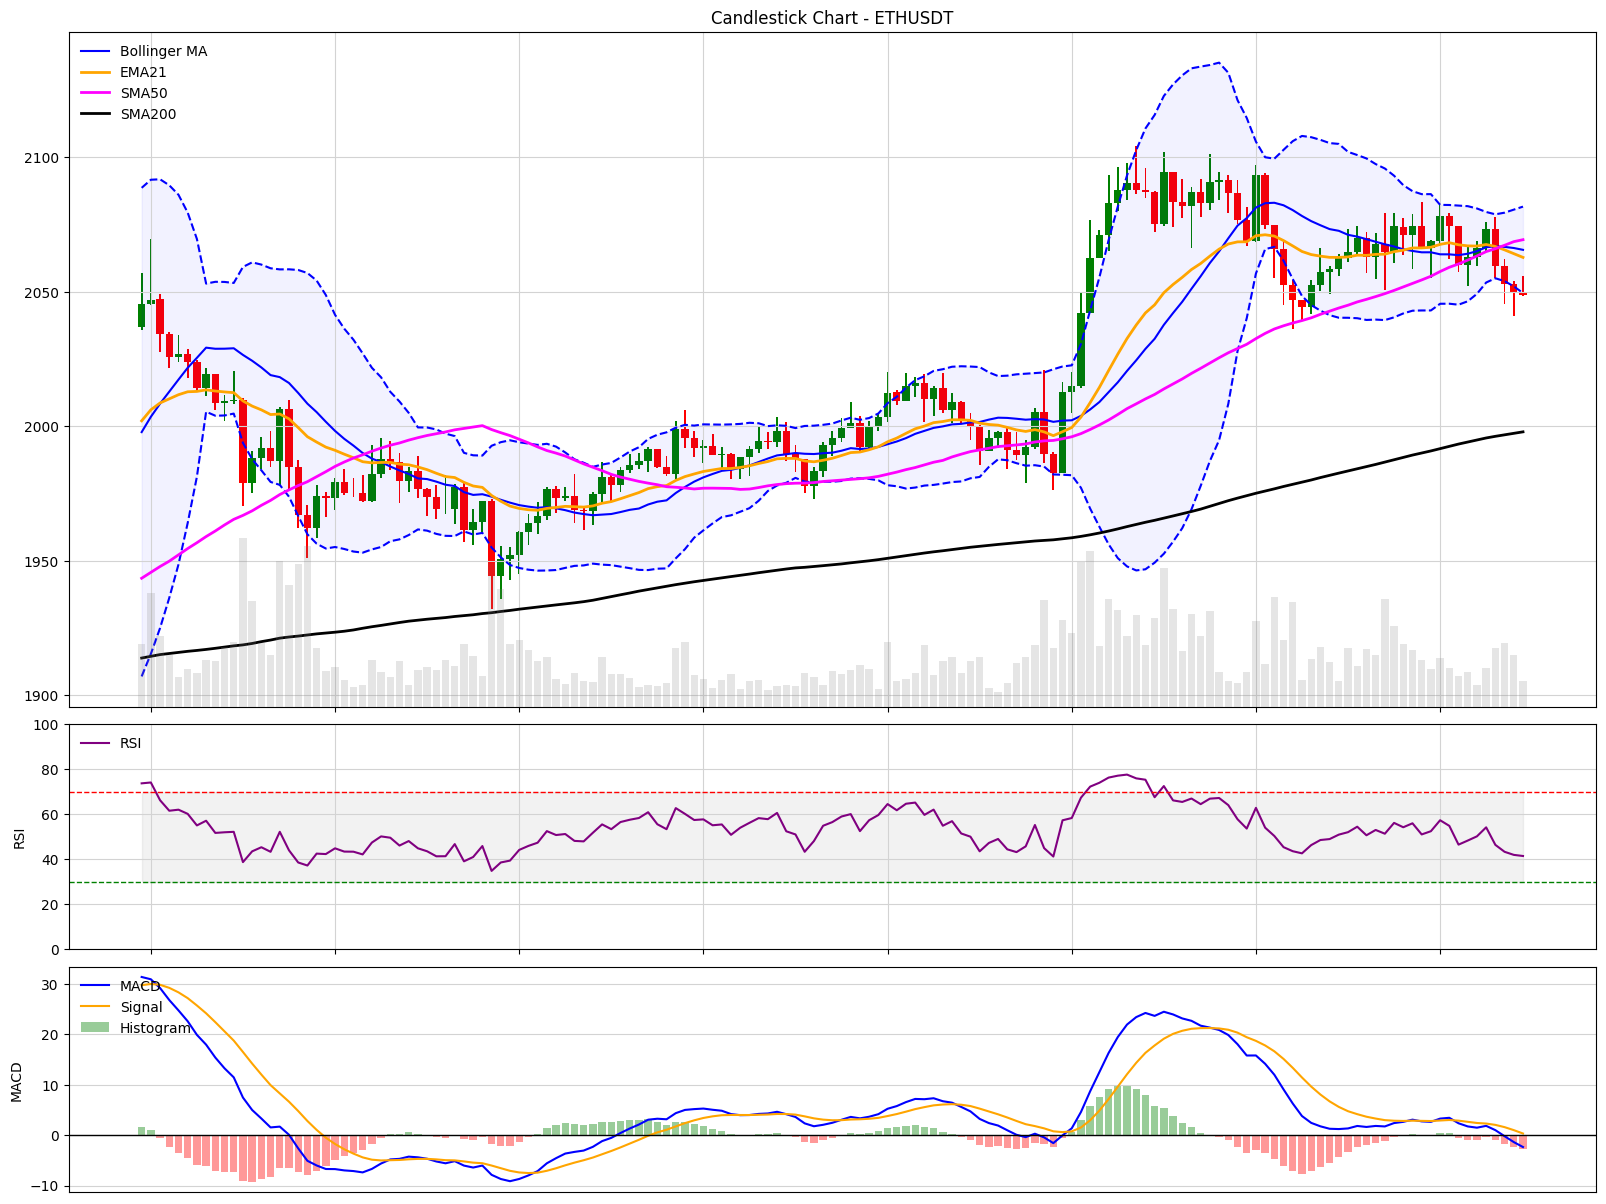 Candlestick Chart - ETHUSDT
Bollinger MA
EMA21
SMA50
SMA200
2100
2050
2000
1950
1900
100
80
60
40
20
0
RSI
RSI
30
20
10
0
−10
MACD
MACD
Signal
Histogram